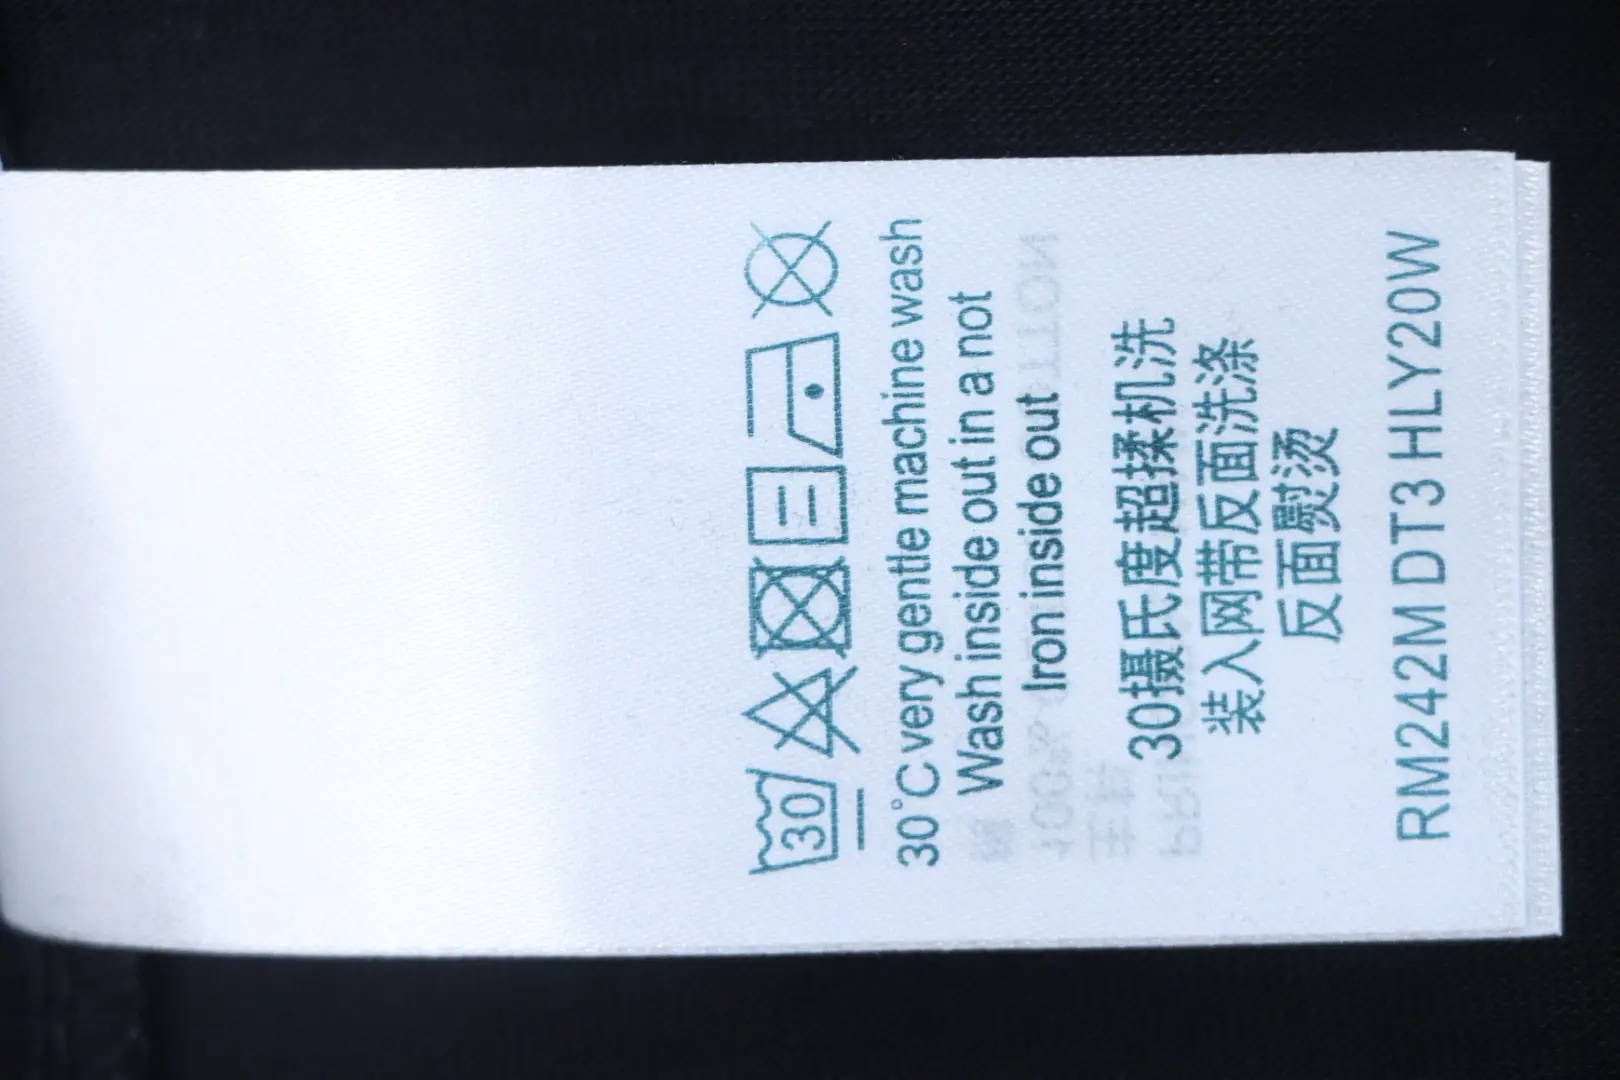 30
30°C very gentle machine wash
Wash inside out in a not
Iron inside out
30摄氏度超揉机洗
装入网带反面洗涤
反面熨烫
RM242M DT3 HLY20W